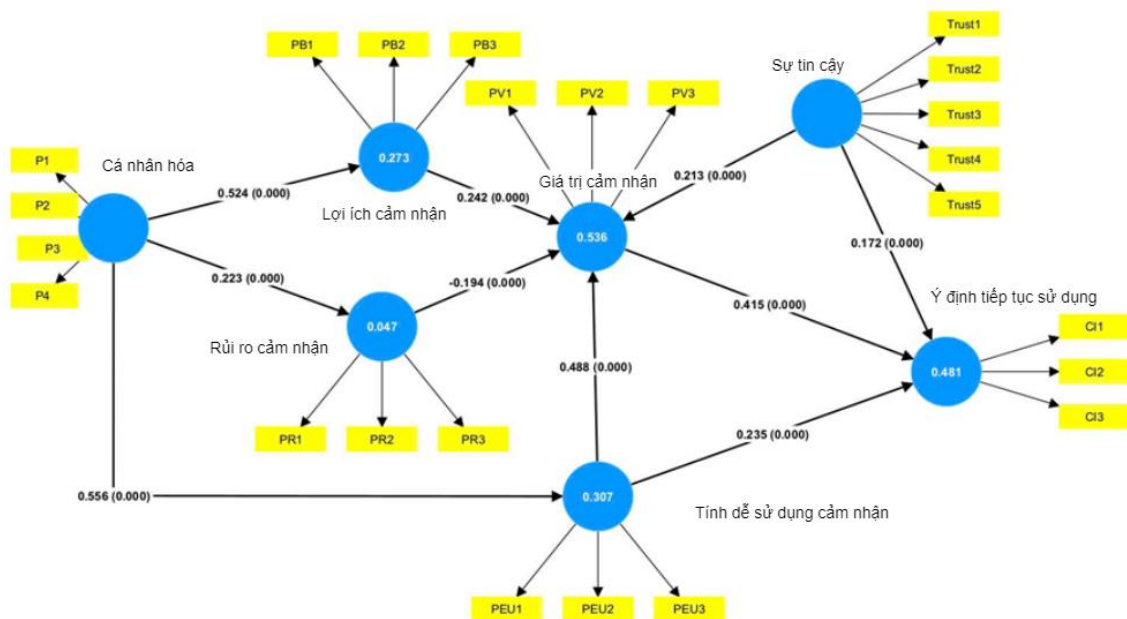 Trust1
PB1
PB2
PB3
Sự tin cậy
Trust2
PV1
PV2
PV3
Trust3
P1
Cá nhân hóa
0.273
Trust4
0.213 (0.000)
Giá trị cảm nhận
0.524 (0.000)
0.242 (0.000)
Trust5
P2
Lợi ích cảm nhận
P3
0.536
0.172 (0.000)
0.223 (0.000)
-0.194 (0.000)
P4
Ý định tiếp tục sử dụng
0.415 (0.000)
0.047
CI1
Rủi ro cảm nhận
0.488 (0.000)
0.481
CI2
CI3
PR1
PR2
PR3
0.235 (0.000)
0.556 (0.000)
0.307
Tính dễ sử dụng cảm nhận
PEU1
PEU2
PEU3